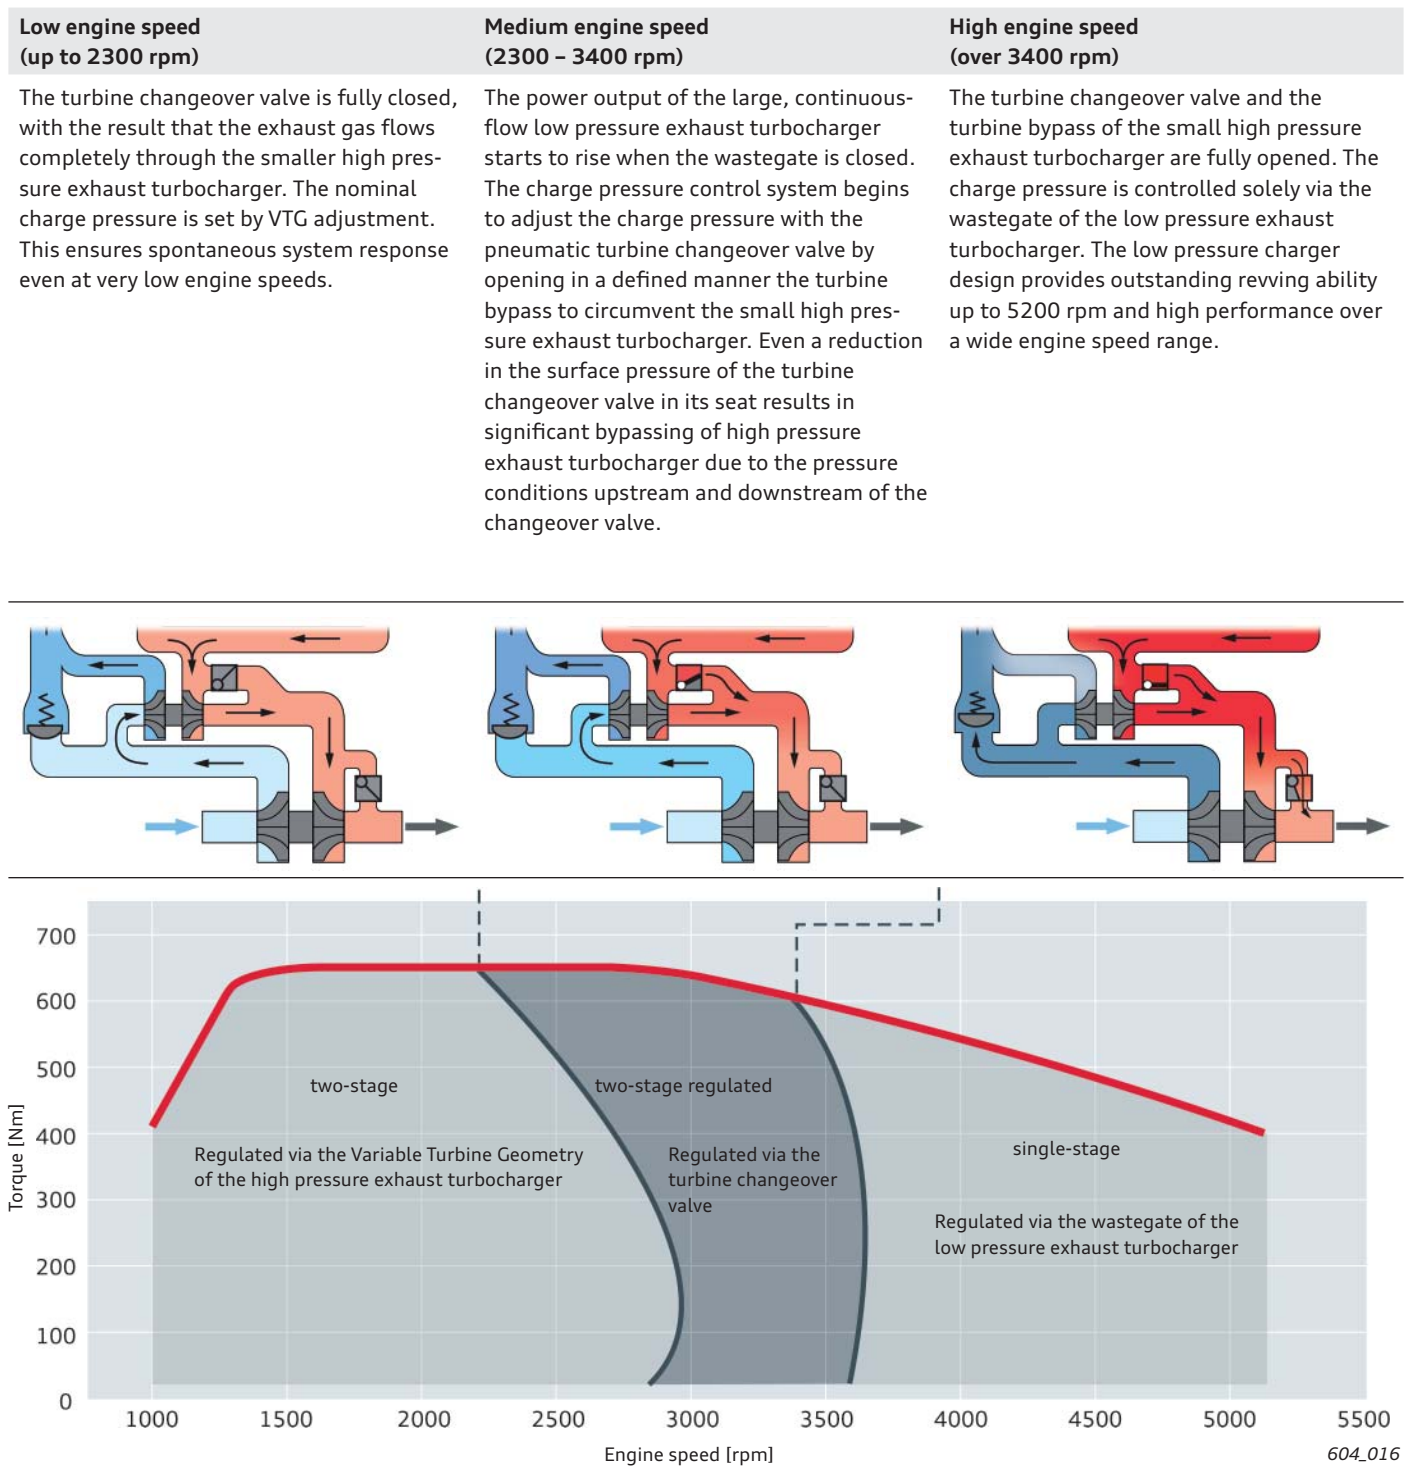 Low engine speed
(up to 2300 rpm)
The turbine changeover valve is fully closed,
with the result that the exhaust gas flows
completely through the smaller high pres-
sure exhaust turbocharger. The nominal
charge pressure is set by VTG adjustment.
This ensures spontaneous system response
even at very low engine speeds.
Medium engine speed
(2300 – 3400 rpm)
The power output of the large, continuous-
flow low pressure exhaust turbocharger
starts to rise when the wastegate is closed.
The charge pressure control system begins
to adjust the charge pressure with the
pneumatic turbine changeover valve by
opening in a defined manner the turbine
bypass to circumvent the small high pres-
sure exhaust turbocharger. Even a reduction
in the surface pressure of the turbine
changeover valve in its seat results in
significant bypassing of high pressure
exhaust turbocharger due to the pressure
conditions upstream and downstream of the
changeover valve.
High engine speed
(over 3400 rpm)
The turbine changeover valve and the
turbine bypass of the small high pressure
exhaust turbocharger are fully opened. The
charge pressure is controlled solely via the
wastegate of the low pressure exhaust
turbocharger. The low pressure charger
design provides outstanding revving ability
up to 5200 rpm and high performance over
a wide engine speed range.
Torque [Nm]
700
600
500
400
300
200
100
0
two-stage
Regulated via the Variable Turbine Geometry
of the high pressure exhaust turbocharger
two-stage regulated
Regulated via the
turbine changeover
valve
single-stage
Regulated via the wastegate of the
low pressure exhaust turbocharger
1000 1500 2000 2500 3000 3500 4000 4500 5000 5500
Engine speed [rpm]
604_016